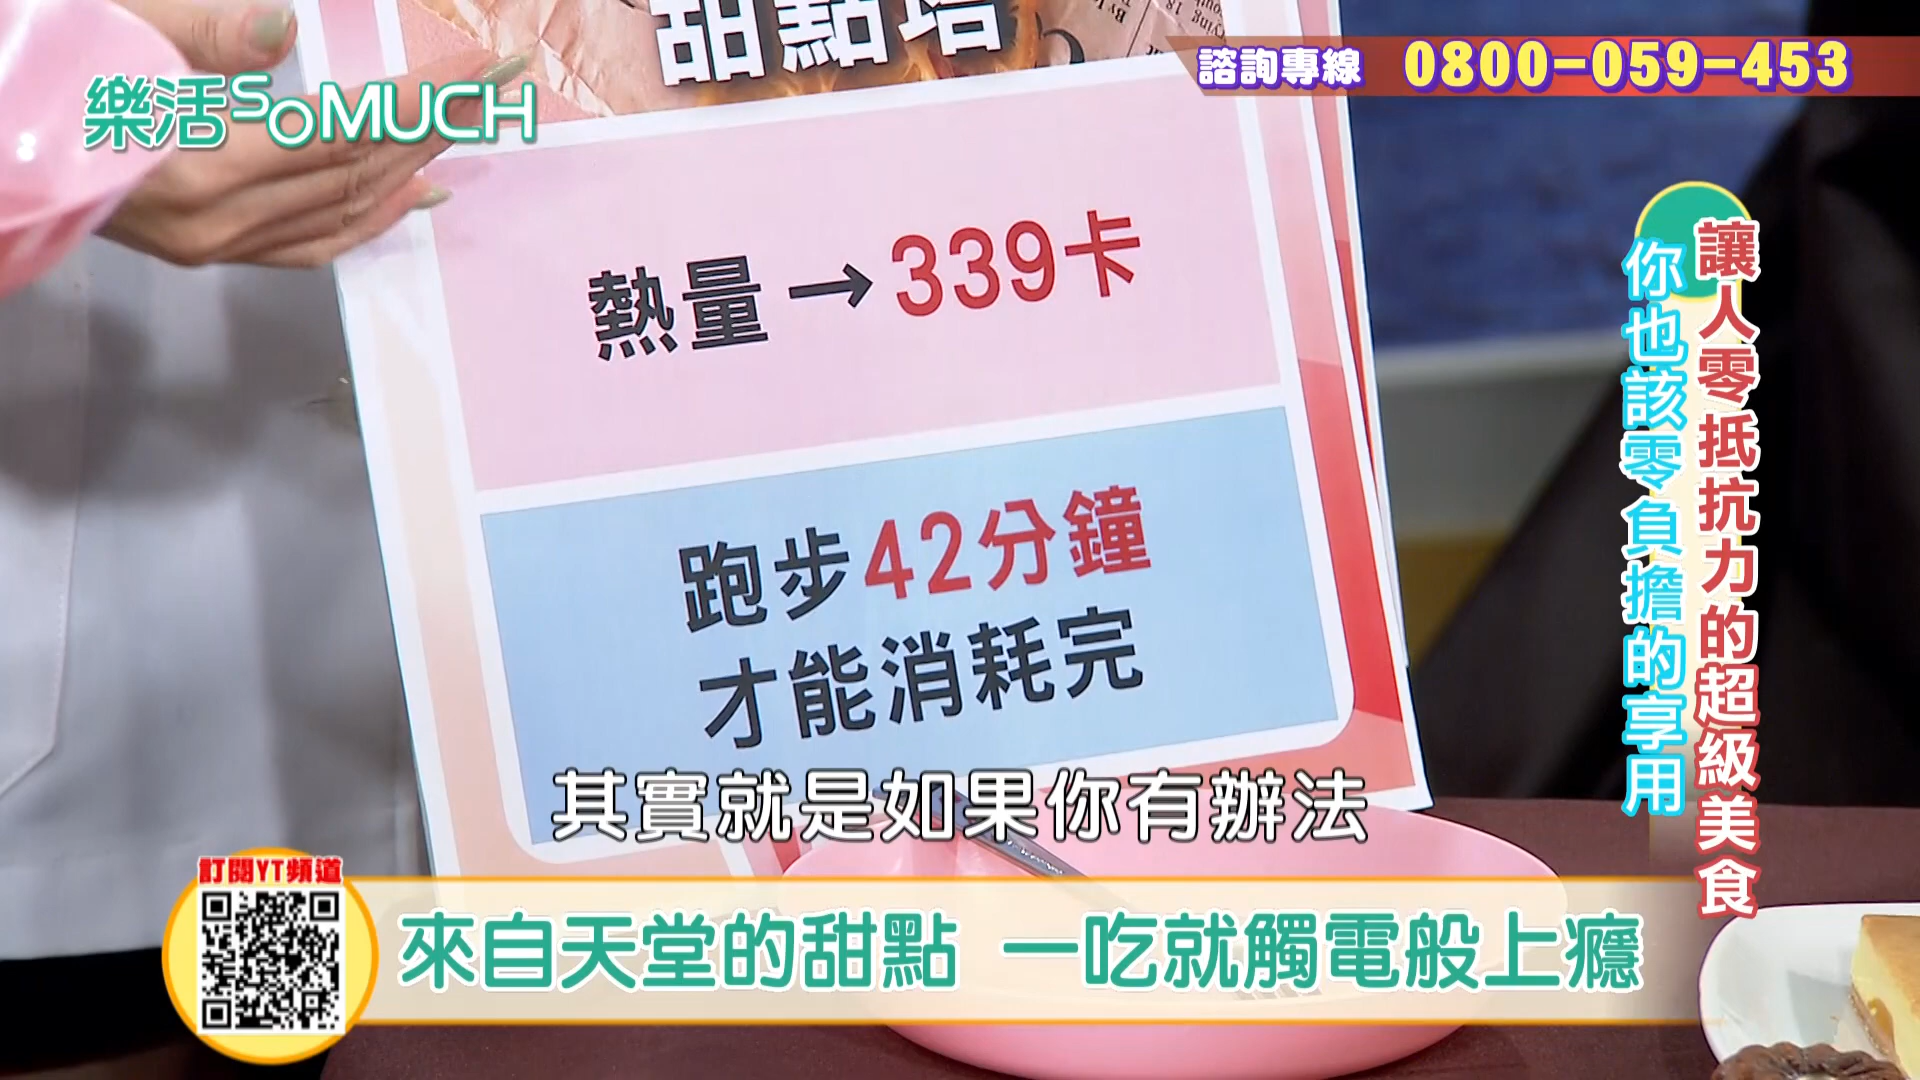 甜點塔
諮詢專線 0800-059-453
樂活SOMUCH
熱量→339卡
跑步42分鐘
才能消耗完
讓人零抵抗力的超級美食
你也該零負擔的享用
其實就是如果你有辦法
訂閱YT頻道
來自天堂的甜點 一吃就觸電般上癮